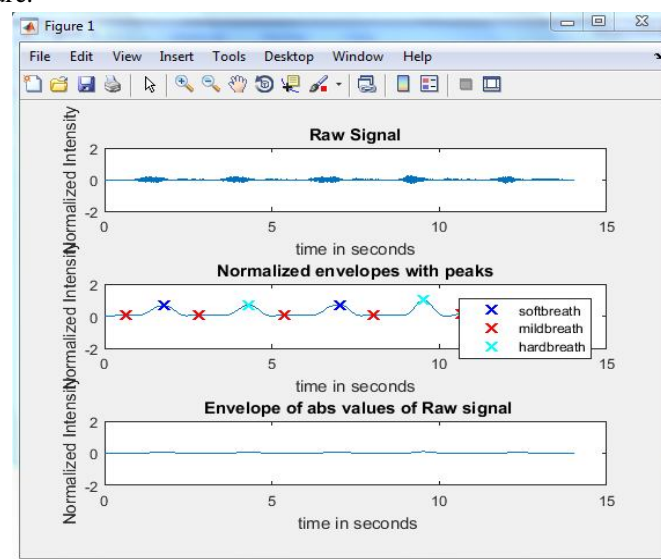 Figure 1
File Edit View Insert Tools Desktop Window Help
Raw Signal
Normalized Intensity
2
0
-2
0 5 10 15
time in seconds
Normalized envelopes with peaks
Normalized Intensity
2
0
-2
softbreath
mildbreath
hardbreath
0 5 10 15
time in seconds
Envelope of abs values of Raw signal
Normalized Intensity
2
0
-2
0 5 10 15
time in seconds